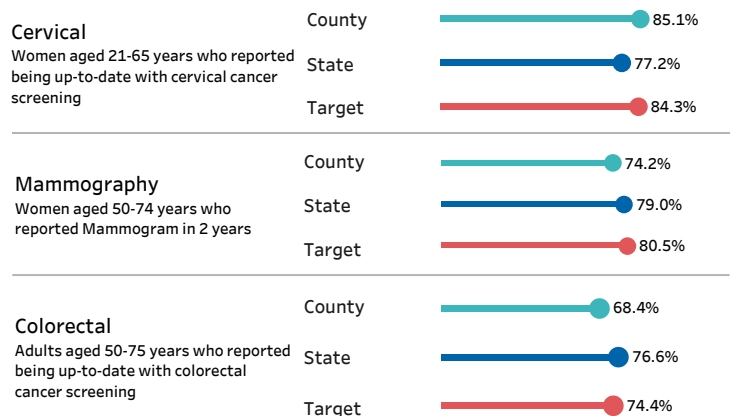 Cervical
Women aged 21-65 years who reported
being up-to-date with cervical cancer
screening
County
85.1%
State
77.2%
Target
84.3%
Mammography
Women aged 50-74 years who
reported Mammogram in 2 years
County
74.2%
State
79.0%
Target
80.5%
Colorectal
Adults aged 50-75 years who reported
being up-to-date with colorectal
cancer screening
County
68.4%
State
76.6%
Target
74.4%